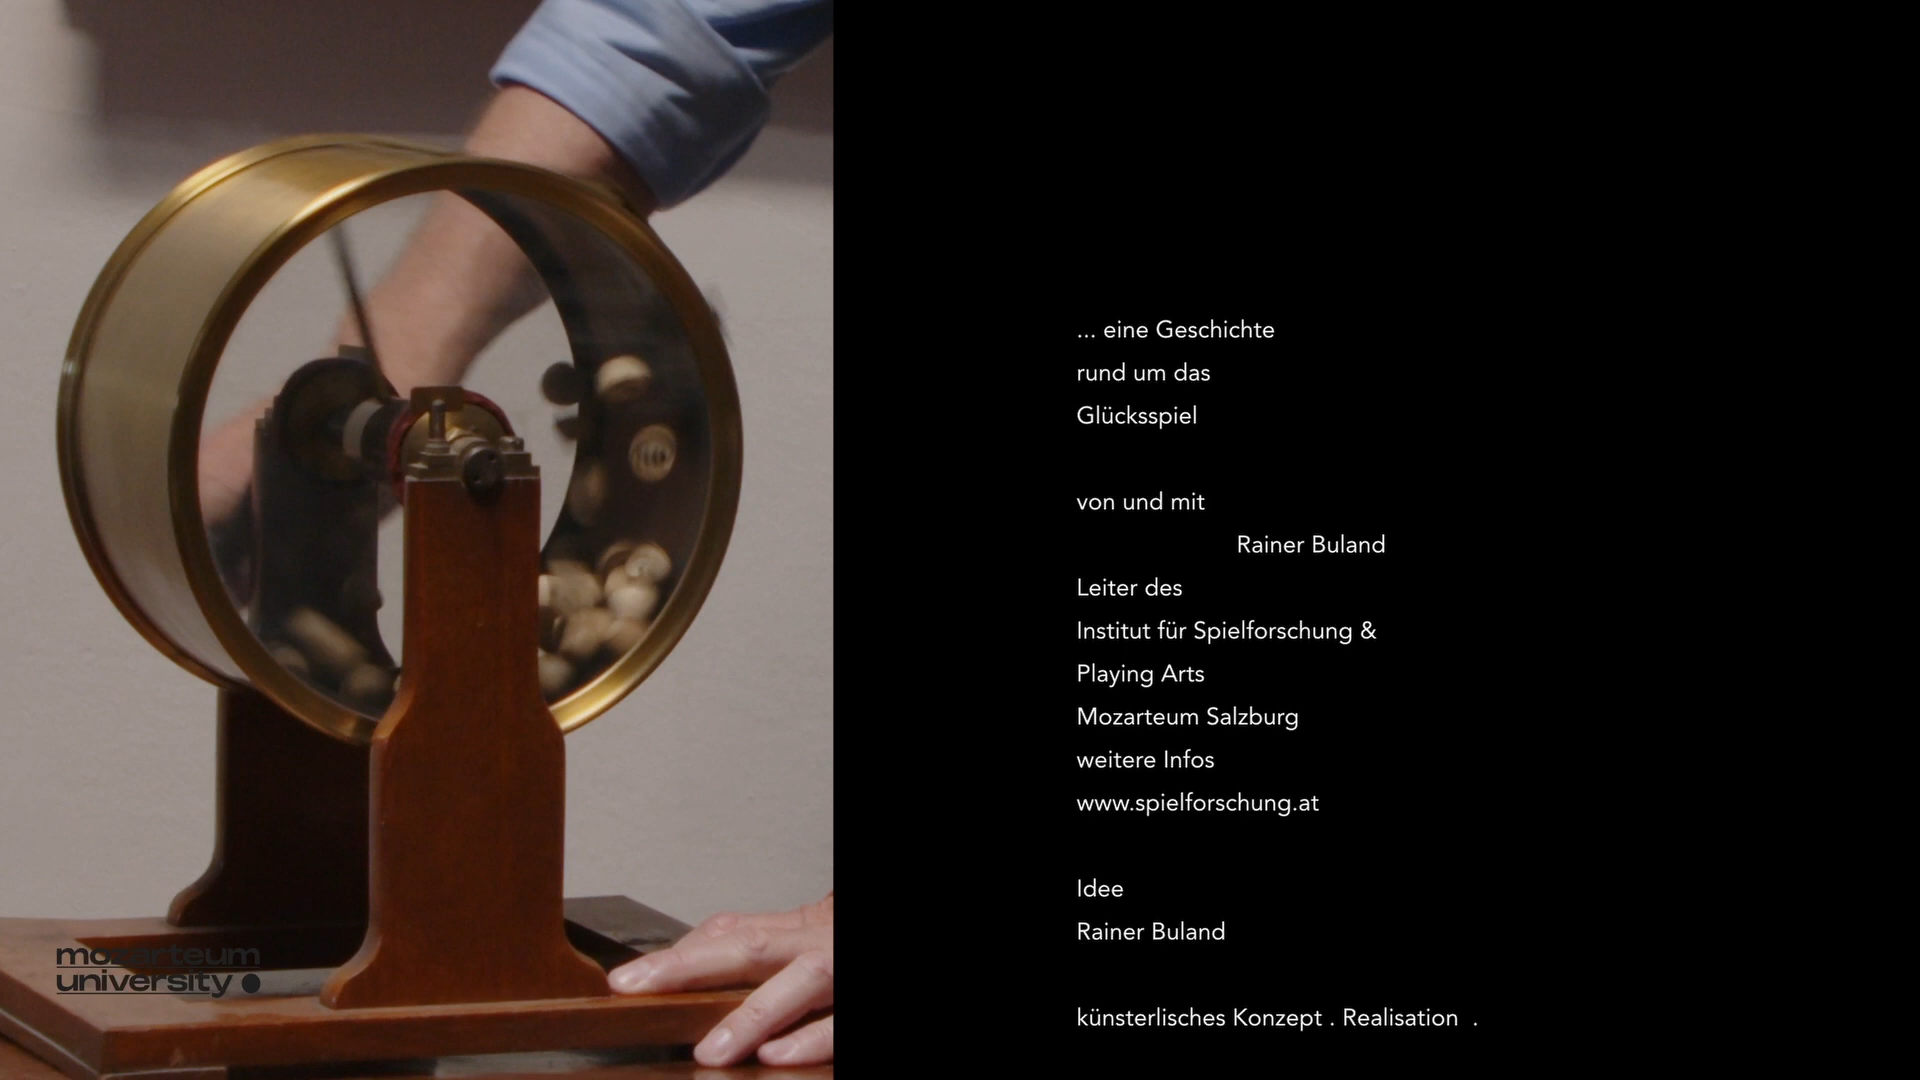 ... eine Geschichte
rund um das
Glücksspiel
von und mit
Rainer Buland
Leiter des
Institut für Spielforschung &
Playing Arts
Mozarteum Salzburg
weitere Infos
www.spielforschung.at
Idee
Rainer Buland
künsterlisches Konzept . Realisation .
mozarteum
university